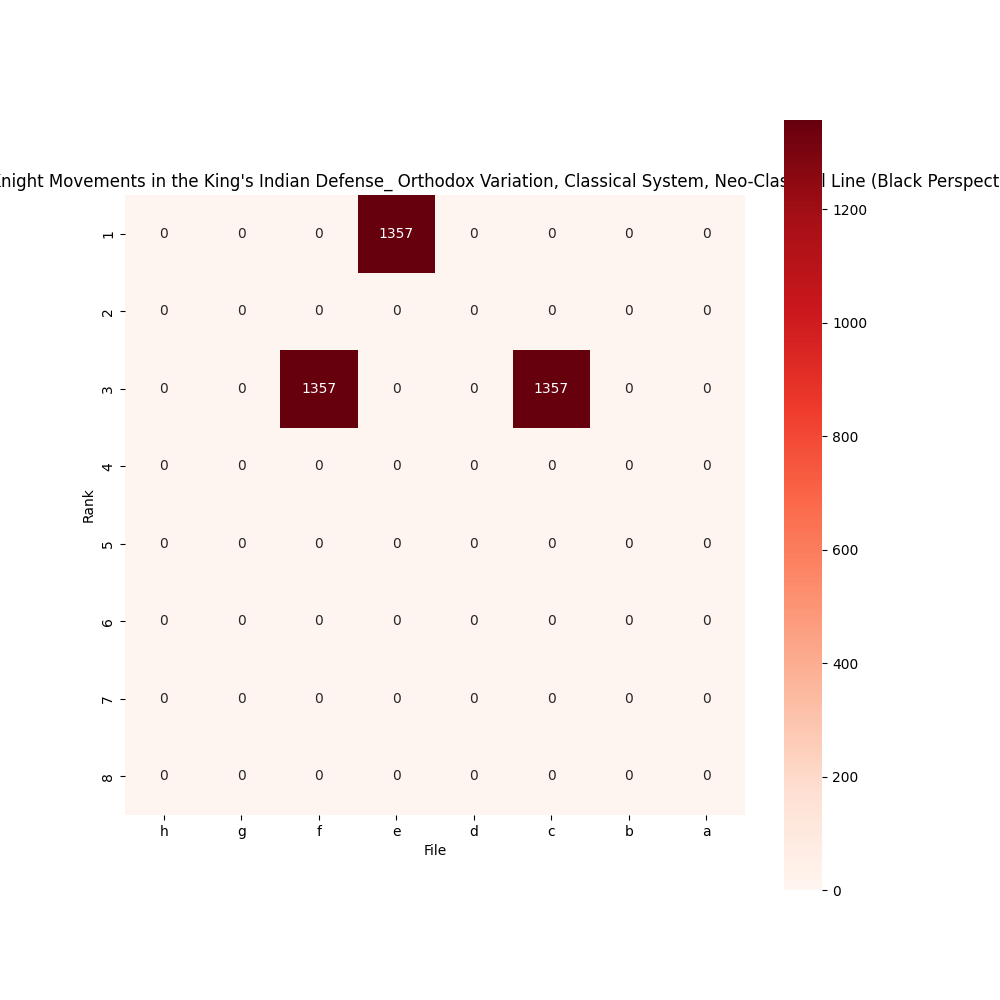 Knight Movements in the King's Indian Defense_ Orthodox Variation, Classical System, Neo-Classical Line (Black Perspect
1 0 0 0 1357 0 0 0 0
2 0 0 0 0 0 0 0 0
3 0 0 1357 0 0 1357 0 0
4 0 0 0 0 0 0 0 0
5 0 0 0 0 0 0 0 0
6 0 0 0 0 0 0 0 0
7 0 0 0 0 0 0 0 0
8 0 0 0 0 0 0 0 0
Rank
h g f e d c b a
File
1200
1000
800
600
400
200
0